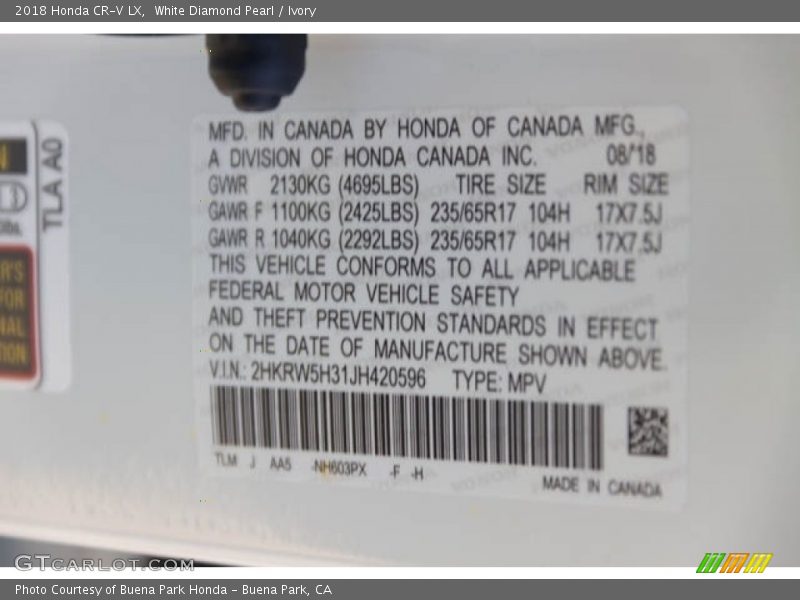 2018 Honda CR-V LX, White Diamond Pearl / Ivory
MFD. IN CANADA BY HONDA OF CANADA MFG.,
A DIVISION OF HONDA CANADA INC. 08/18
GVWR 2130KG (4695LBS) TIRE SIZE RIM SIZE
GAWR F 1100KG (2425LBS) 235/65R17 104H 17X7.5J
GAWR R 1040KG (2292LBS) 235/65R17 104H 17X7.5J
THIS VEHICLE CONFORMS TO ALL APPLICABLE
FEDERAL MOTOR VEHICLE SAFETY
AND THEFT PREVENTION STANDARDS IN EFFECT
ON THE DATE OF MANUFACTURE SHOWN ABOVE.
V.I.N.: 2HKRW5H31JH420596 TYPE: MPV
TLM J AA5 -NH603PX -F -H
MADE IN CANADA
TLA A0
GTCARLOT.COM
Photo Courtesy of Buena Park Honda - Buena Park, CA